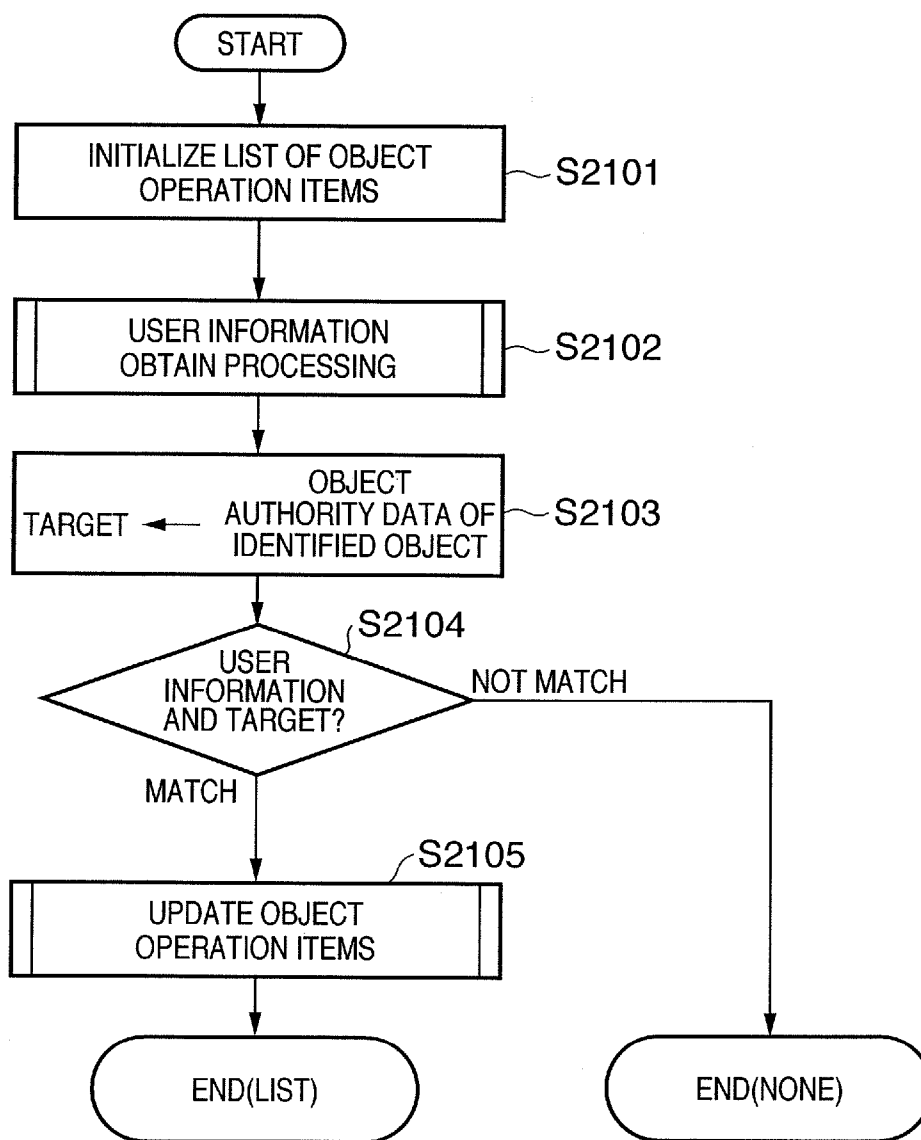 START
INITIALIZE LIST OF OBJECT
OPERATION ITEMS
S2101
USER INFORMATION
OBTAIN PROCESSING
S2102
OBJECT
AUTHORITY DATA OF
IDENTIFIED OBJECT
TARGET
S2103
S2104
USER
INFORMATION
AND TARGET?
NOT MATCH
MATCH
S2105
UPDATE OBJECT
OPERATION ITEMS
END(LIST)
END(NONE)